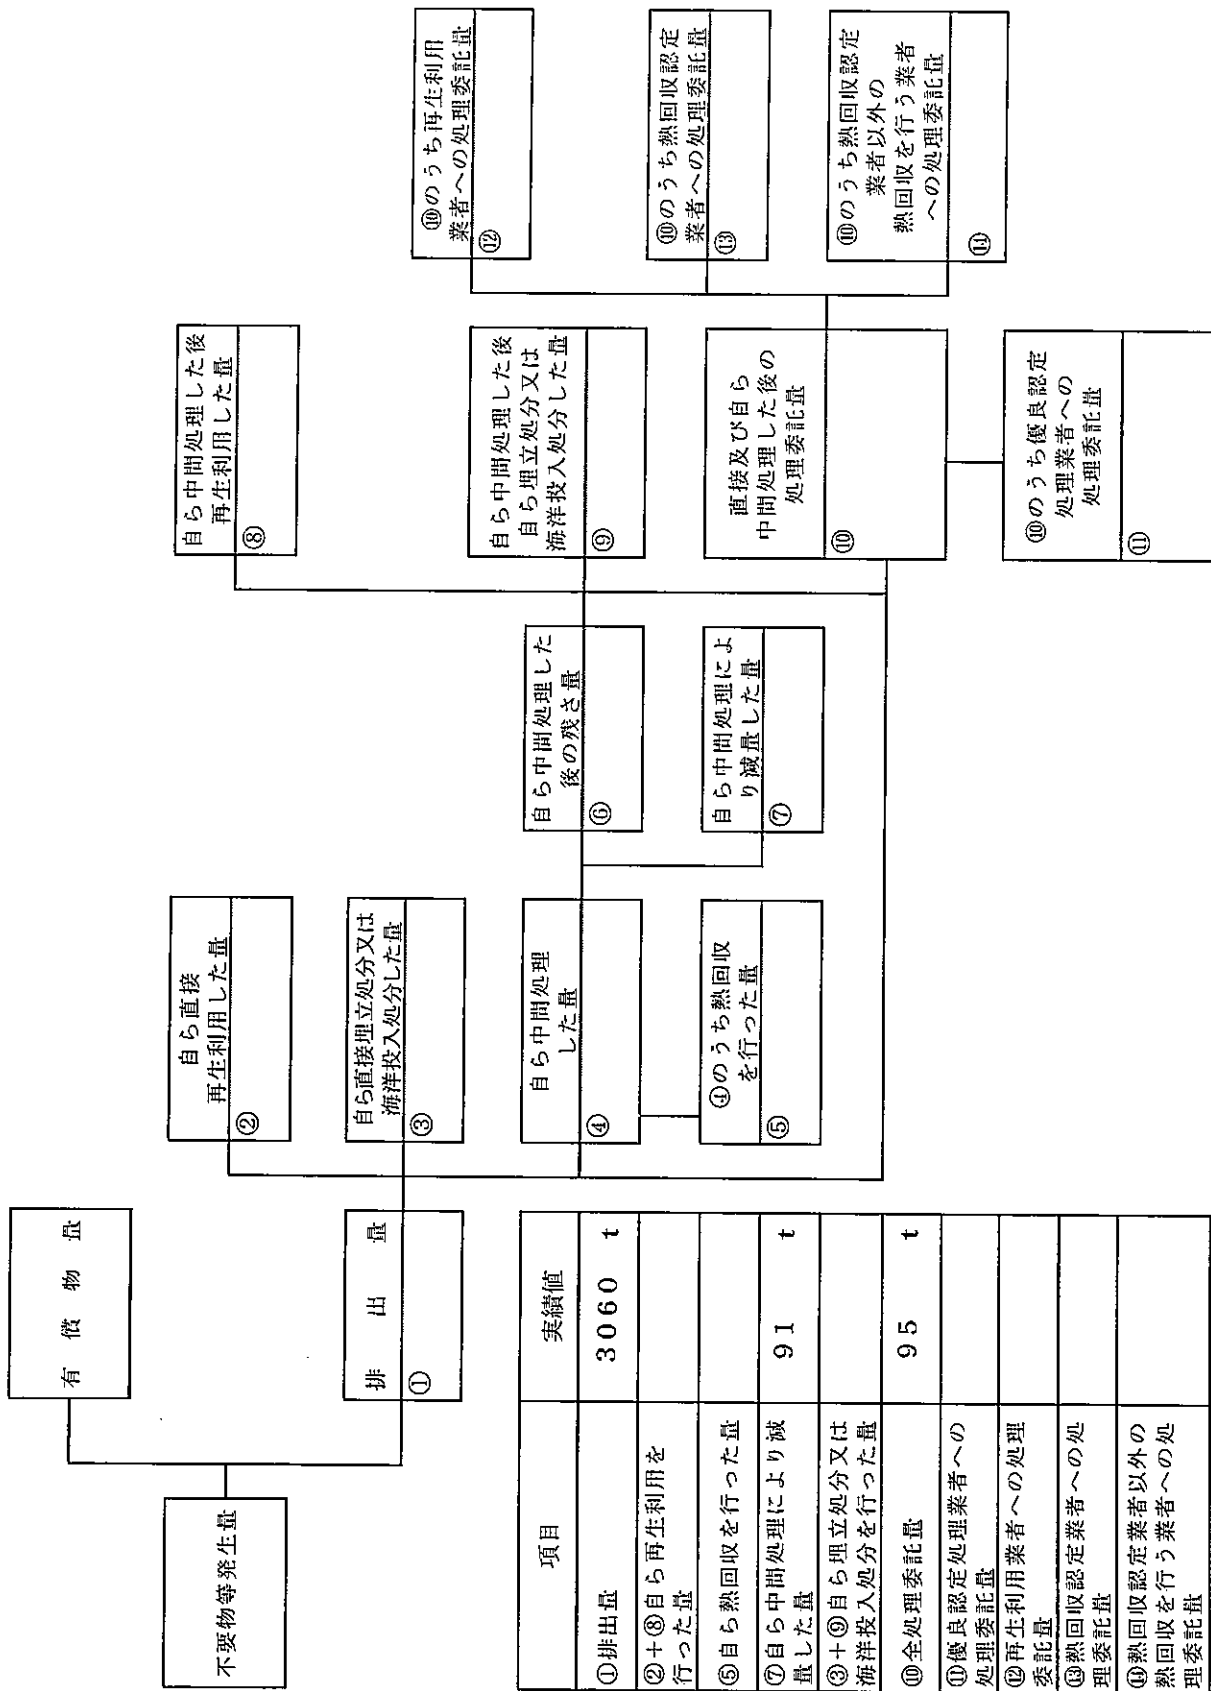 不要物等発生量
有償物量
排出量
①
自ら直接
再生利用した量
②
自ら直接埋立処分又は
海洋投入処分した量
③
自ら中間処理
した量
④
④のうち熱回収
を行った量
⑤
自ら中間処理した
後の残さ量
⑥
自ら中間処理によ
り減量した量
⑦
自ら中間処理した後
再生利用した量
⑧
自ら中間処理した後
自ら埋立処分又は
海洋投入処分した量
⑨
直接及び自ら
中間処理した後の
処理委託量
⑩
⑩のうち優良認定
処理業者への
処理委託量
⑪
⑩のうち再生利用
業者への処理委託量
⑫
⑩のうち熱回収認定
業者への処理委託量
⑬
⑩のうち熱回収認定
業者以外の
熱回収を行う業者
への処理委託量
⑭
項目 実績値
①排出量 3060 t
②+⑧自ら再生利用を
行った量
⑤自ら熱回収を行った量
⑦自ら中間処理により減
量した量 91 t
③+⑨自ら埋立処分又は
海洋投入処分を行った量
⑩全処理委託量 95 t
⑪優良認定処理業者への
処理委託量
⑫再生利用業者への処理
委託量
⑬熱回収認定業者への処
理委託量
⑭熱回収認定業者以外の
熱回収を行う業者への処
理委託量